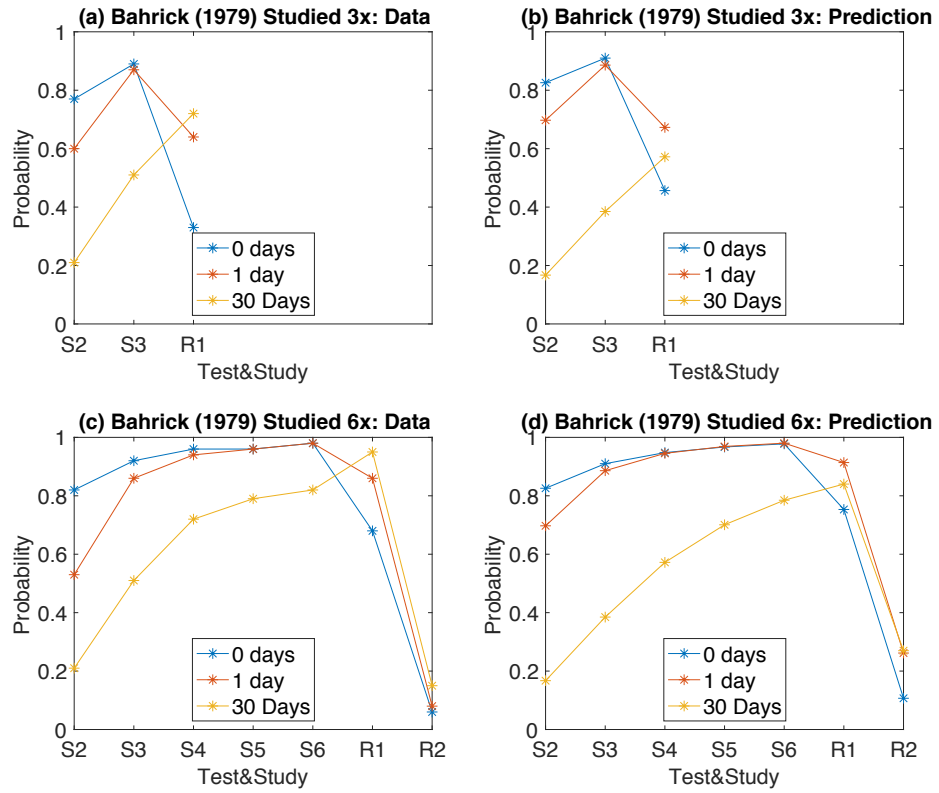 (a) Bahrick (1979) Studied 3x: Data
1
0.8
0.6
0.4
0.2
0
Probability
0 days
1 day
30 Days
S2 S3 R1
Test&Study
(b) Bahrick (1979) Studied 3x: Prediction
1
0.8
0.6
0.4
0.2
0
Probability
0 days
1 day
30 Days
S2 S3 R1
Test&Study
(c) Bahrick (1979) Studied 6x: Data
1
0.8
0.6
0.4
0.2
0
Probability
0 days
1 day
30 Days
S2 S3 S4 S5 S6 R1 R2
Test&Study
(d) Bahrick (1979) Studied 6x: Prediction
1
0.8
0.6
0.4
0.2
0
Probability
0 days
1 day
30 Days
S2 S3 S4 S5 S6 R1 R2
Test&Study